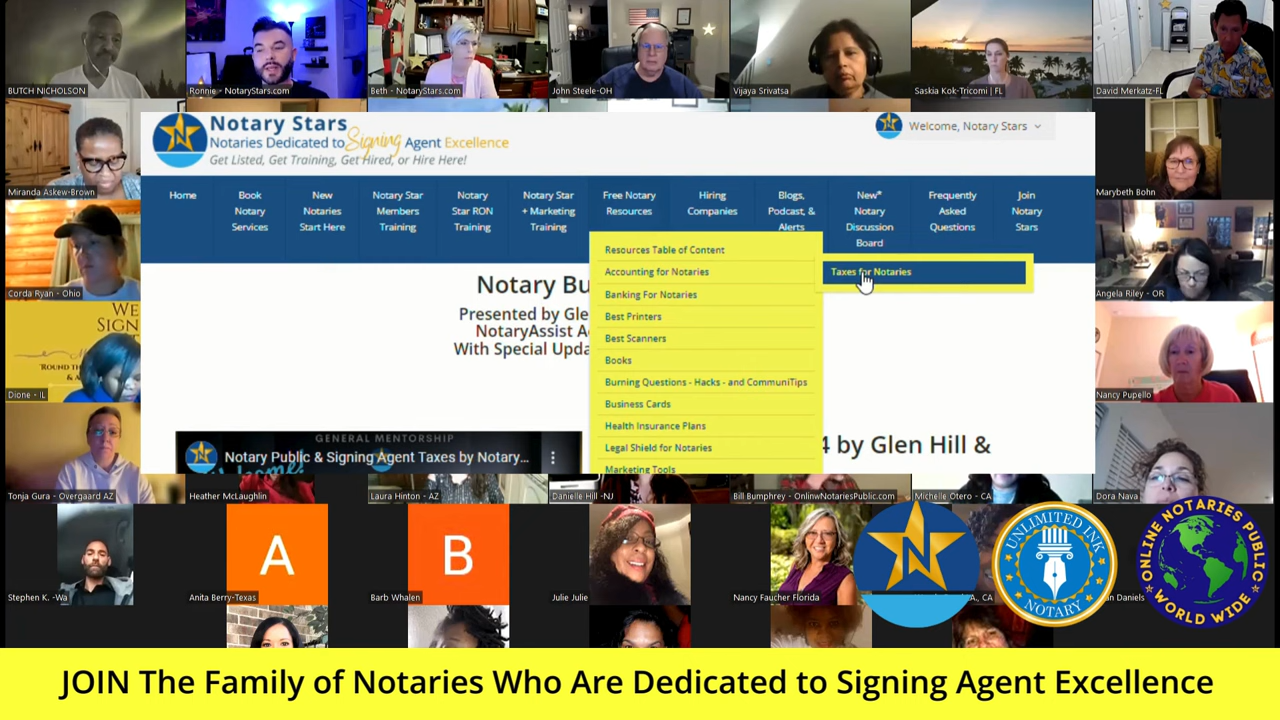 BUTCH NICHOLSON
Ronnie - NotaryStars.com
Beth - NotaryStars.com
John Steele-OH
Vijaya Srivatsa
Saskia Kok-Tricomi | FL
David Merkatz-FL
Notary Stars
Notaries Dedicated to Signing Agent Excellence
Get Listed, Get Training, Get Hired, or Hire Here!
Welcome, Notary Stars
Miranda Askew-Brown
Marybeth Bohn
Home
Book Notary Services
New Notaries Start Here
Notary Star Members Training
Notary Star RON Training
Notary Star + Marketing Training
Free Notary Resources
Hiring Companies
Blogs, Podcast, & Alerts
New* Notary Discussion Board
Frequently Asked Questions
Join Notary Stars
Resources Table of Content
Accounting for Notaries
Taxes for Notaries
Banking For Notaries
Best Printers
Best Scanners
Books
Burning Questions - Hacks - and CommuniTips
Business Cards
Health Insurance Plans
Legal Shield for Notaries
Marketing Tools
Notary Bu
Presented by Gle
NotaryAssist A
With Special Upda
4 by Glen Hill &
Corda Ryan - Ohio
Angela Riley - OR
WE
SIGN
ROUND TH
& A
Dione - IL
Nancy Pupello
GENERAL MENTORSHIP
Notary Public & Signing Agent Taxes by Notary...
Tonja Gura - Overgaard AZ
Heather McLaughlin
Laura Hinton - AZ
Danielle Hill -NJ
Bill Bumphrey - OnlinwNotariesPublic.com
Michelle Otero - CA
Dora Nava
A
B
N
UNLIMITED INK
NOTARY
ONLINE NOTARIES PUBLIC
WORLD WIDE
Stephen K. -Wa
Anita Berry-Texas
Barb Whalen
Julie Julie
Nancy Faucher Florida
A., CA
an Daniels
JOIN The Family of Notaries Who Are Dedicated to Signing Agent Excellence